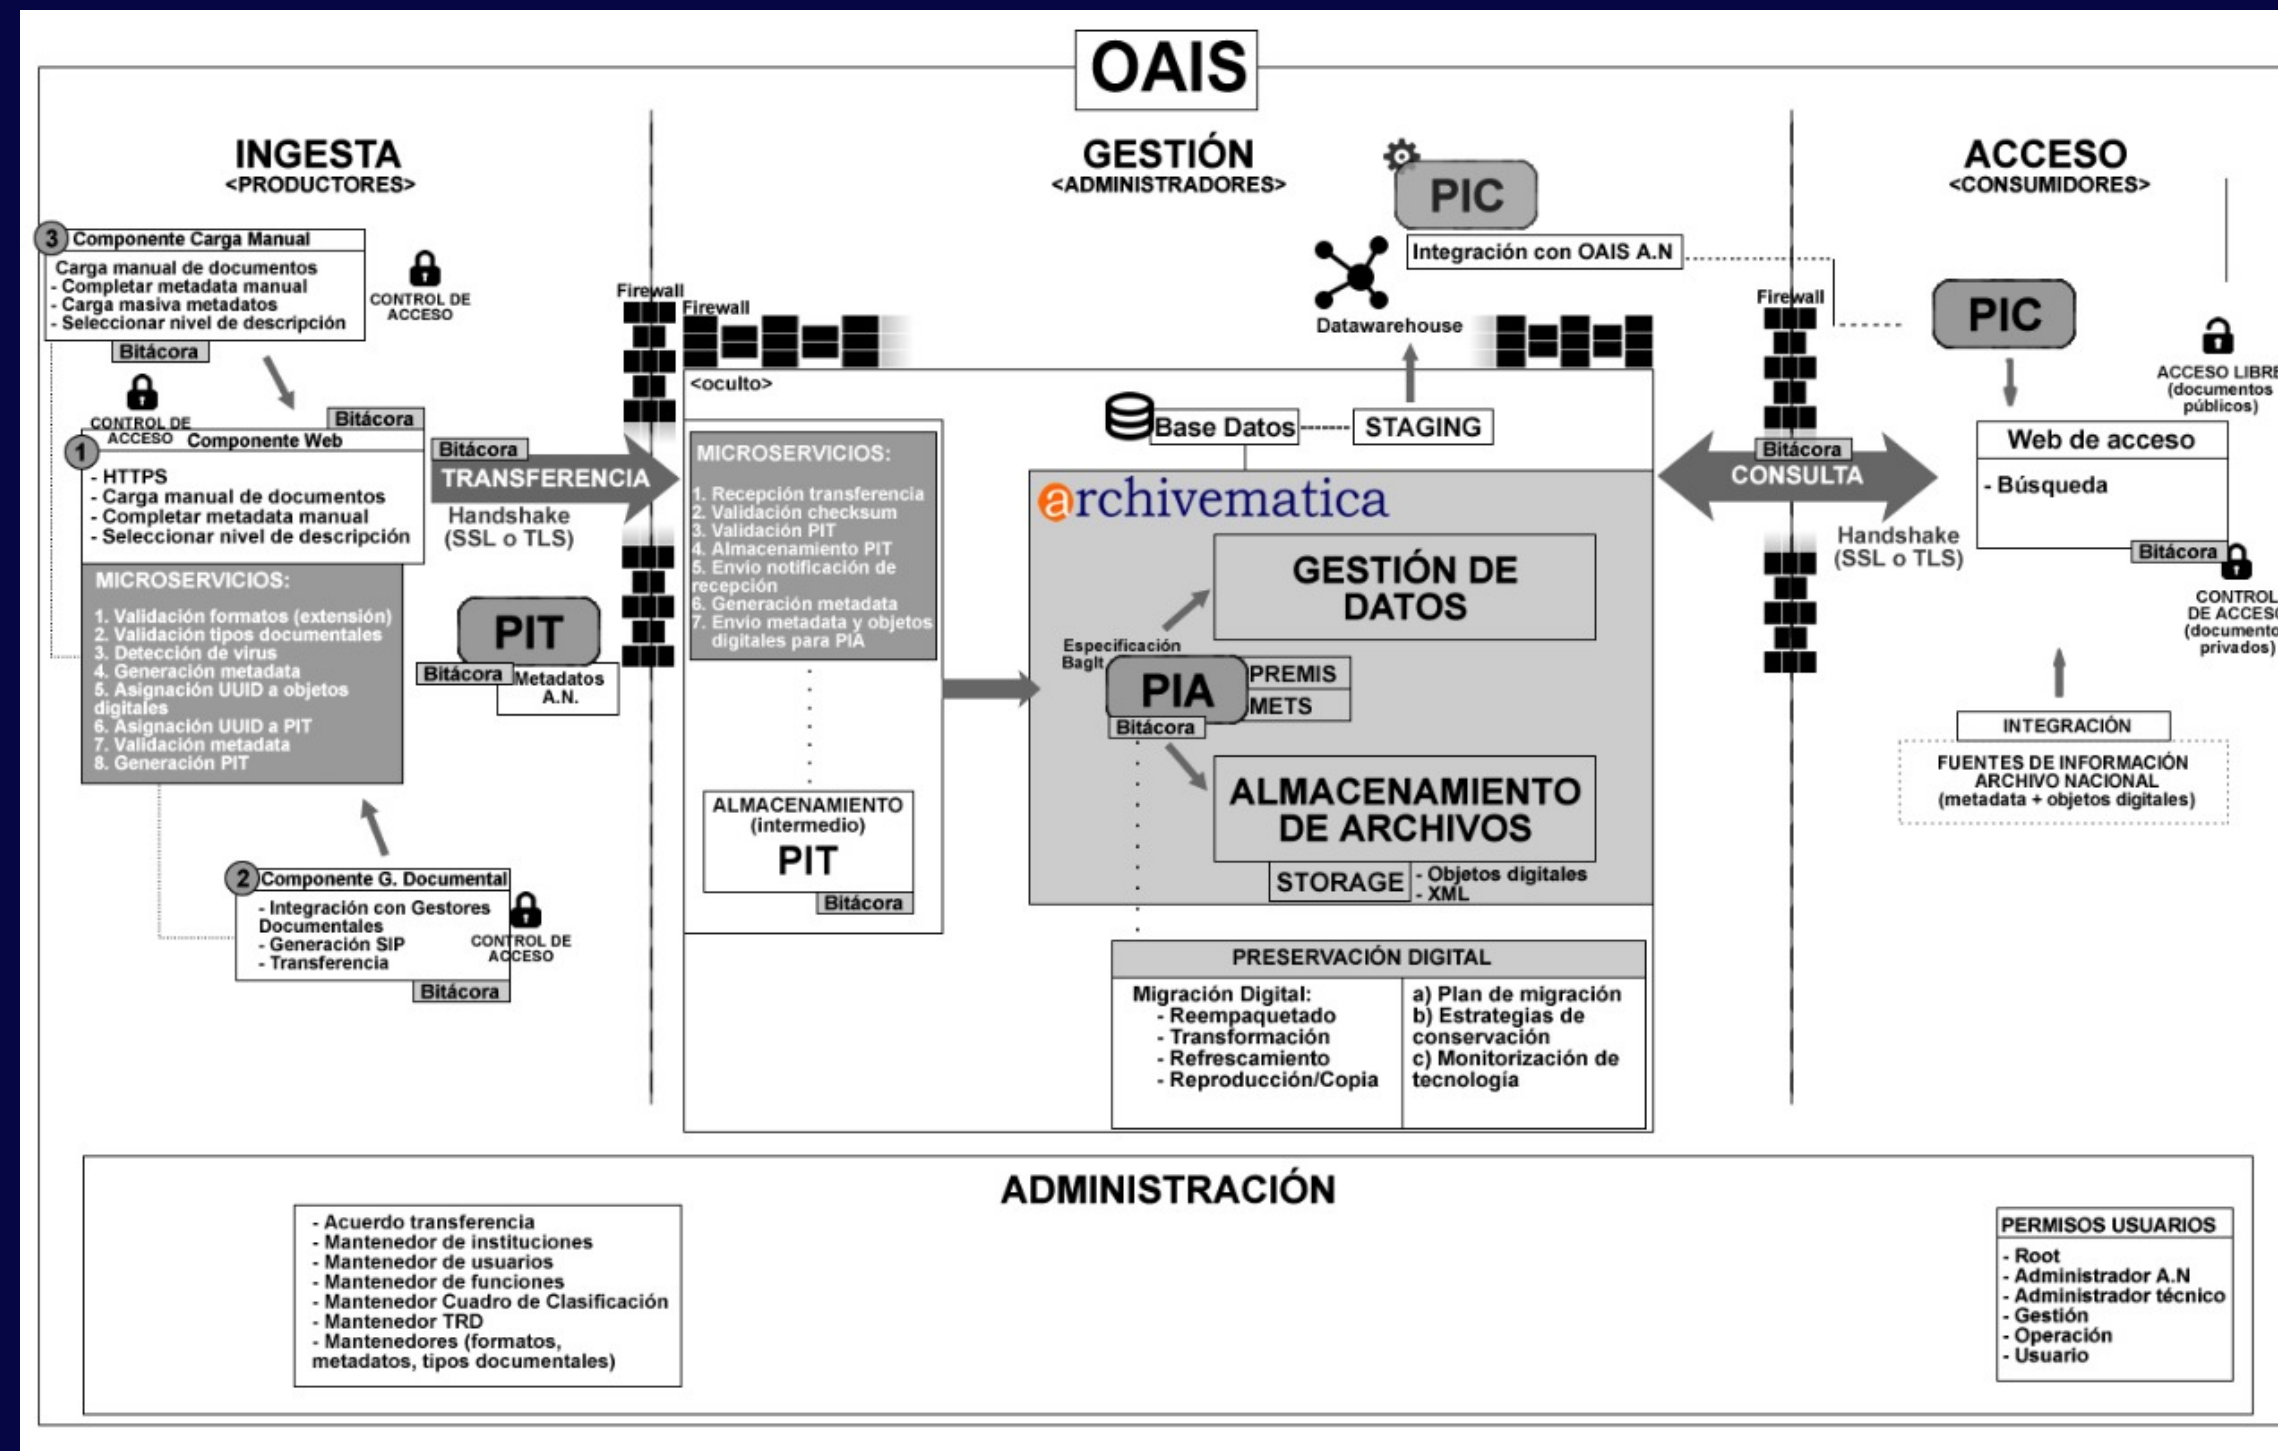 OAIS
INGESTA
<PRODUCTORES>
3 Componente Carga Manual
Carga manual de documentos
- Completar metadata manual
- Carga masiva metadatos
- Seleccionar nivel de descripción
Bitácora
CONTROL DE
ACCESO
CONTROL DE
ACCESO
Bitácora
1 Componente Web
- HTTPS
- Carga manual de documentos
- Completar metadata manual
- Seleccionar nivel de descripción
MICROSERVICIOS:
1. Validación formatos (extensión)
2. Validación tipos documentales
3. Detección de virus
4. Generación metadata
5. Asignación UUID a objetos
digitales
6. Asignación UUID a PIT
7. Validación metadata
8. Generación PIT
2 Componente G. Documental
- Integración con Gestores
Documentales
- Generación SIP
- Transferencia
Bitácora
CONTROL DE
ACCESO
Bitácora
TRANSFERENCIA
Handshake
(SSL o TLS)
PIT
Bitácora
Metadatos
A.N.
Firewall
Firewall
GESTIÓN
<ADMINISTRADORES>
PIC
Integración con OAIS A.N
Datawarehouse
<oculto>
MICROSERVICIOS:
1. Recepción transferencia
2. Validación checksum
3. Validación PIT
4. Almacenamiento PIT
5. Envio notificación de
recepción
6. Generación metadata
7. Envio metadata y objetos
digitales para PIA
ALMACENAMIENTO
(intermedio)
PIT
Bitácora
Base Datos
STAGING
archivematica
GESTIÓN DE
DATOS
Especificación
BagIt
PIA
PREMIS
METS
Bitácora
ALMACENAMIENTO
DE ARCHIVOS
STORAGE
- Objetos digitales
- XML
PRESERVACIÓN DIGITAL
Migración Digital:
- Reempaquetado
- Transformación
- Refrescamiento
- Reproducción/Copia
a) Plan de migración
b) Estrategias de
conservación
c) Monitorización de
tecnología
Firewall
Bitácora
CONSULTA
Handshake
(SSL o TLS)
ACCESO
<CONSUMIDORES>
PIC
ACCESO LIBRE
(documentos
públicos)
Web de acceso
- Búsqueda
Bitácora
CONTROL
DE ACCESO
(documento
privados)
INTEGRACIÓN
FUENTES DE INFORMACIÓN
ARCHIVO NACIONAL
(metadata + objetos digitales)
ADMINISTRACIÓN
- Acuerdo transferencia
- Mantenedor de instituciones
- Mantenedor de usuarios
- Mantenedor de funciones
- Mantenedor Cuadro de Clasificación
- Mantenedor TRD
- Mantenedores (formatos,
metadatos, tipos documentales)
PERMISOS USUARIOS
- Root
- Administrador A.N
- Administrador técnico
- Gestión
- Operación
- Usuario